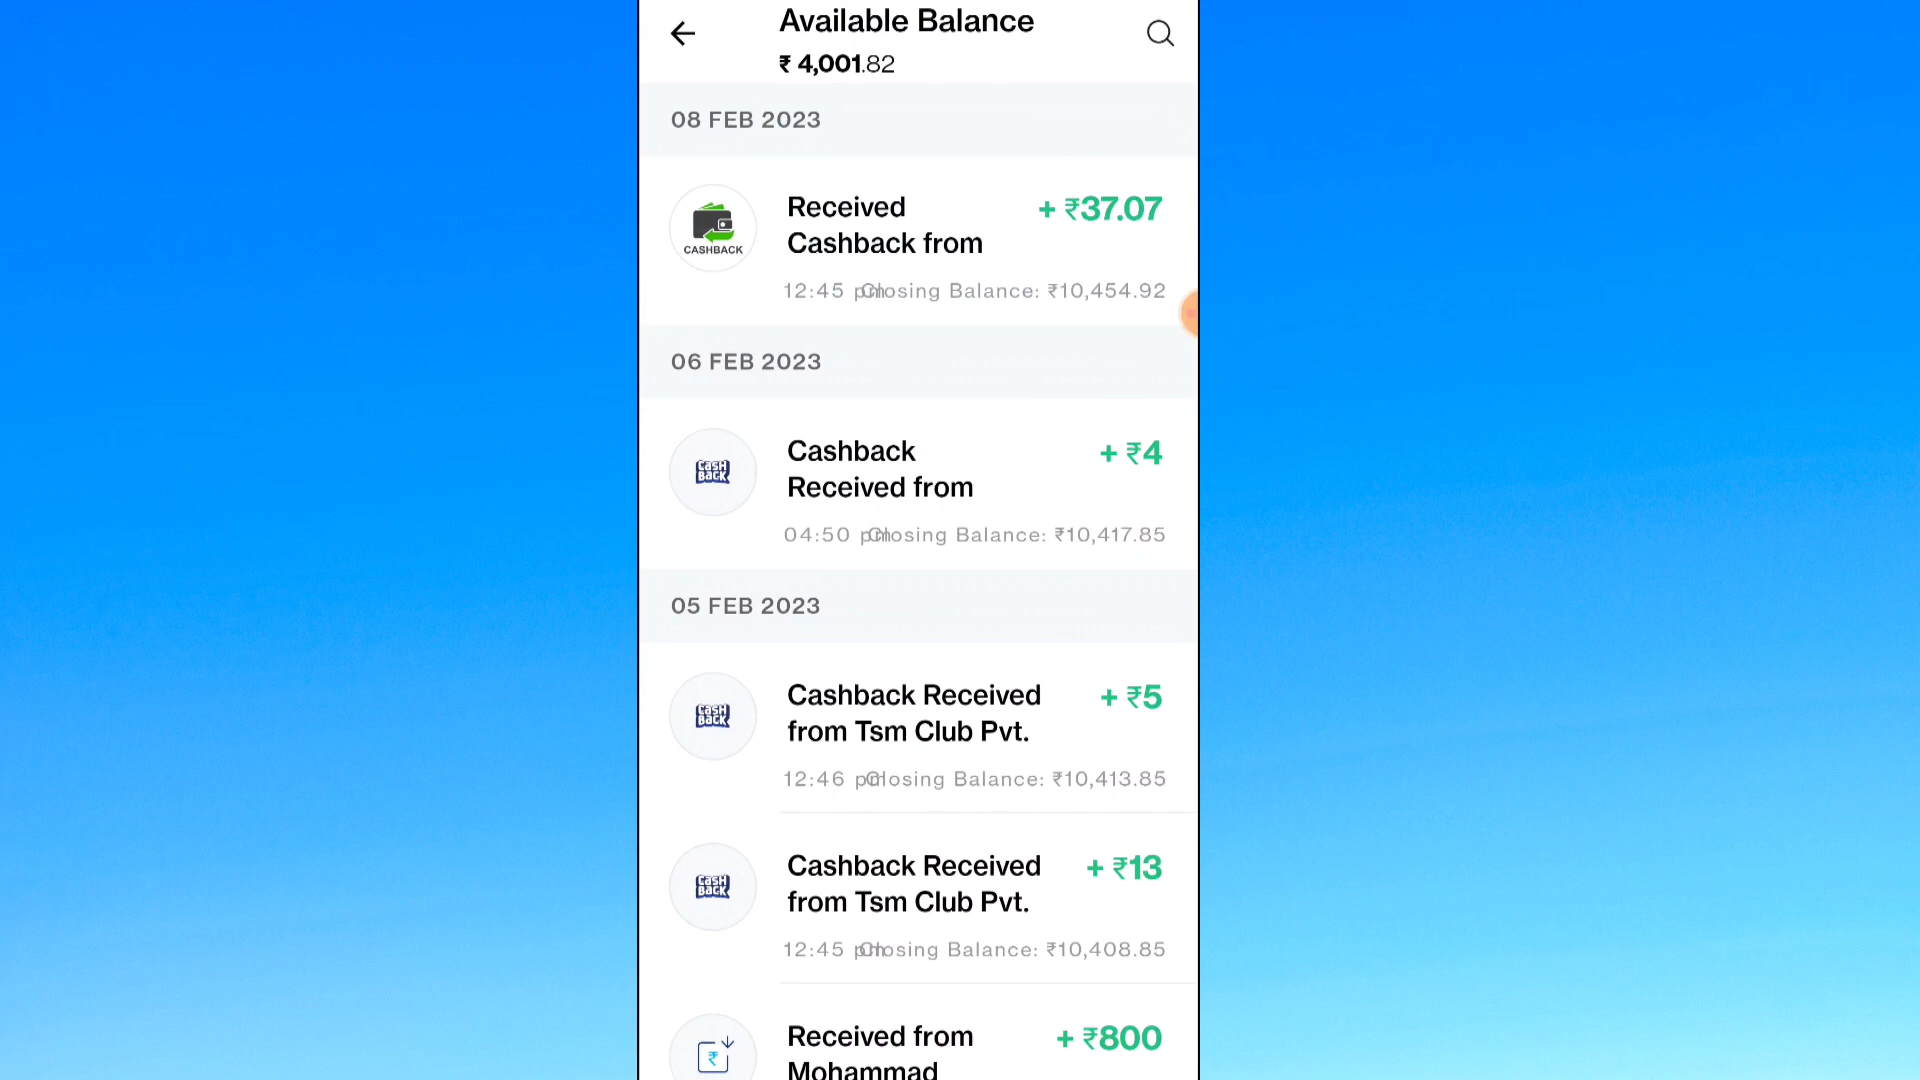 Available Balance
₹ 4,001.82
08 FEB 2023
CASHBACK
Received
Cashback from
+ ₹37.07
12:45 pm Closing Balance: ₹10,454.92
06 FEB 2023
CASH
BACK
Cashback
Received from
+ ₹4
04:50 pm Closing Balance: ₹10,417.85
05 FEB 2023
CASH
BACK
Cashback Received
from Tsm Club Pvt.
+ ₹5
12:46 pm Closing Balance: ₹10,413.85
CASH
BACK
Cashback Received
from Tsm Club Pvt.
+ ₹13
12:45 pm Closing Balance: ₹10,408.85
₹
Received from
Mohammad
+ ₹800